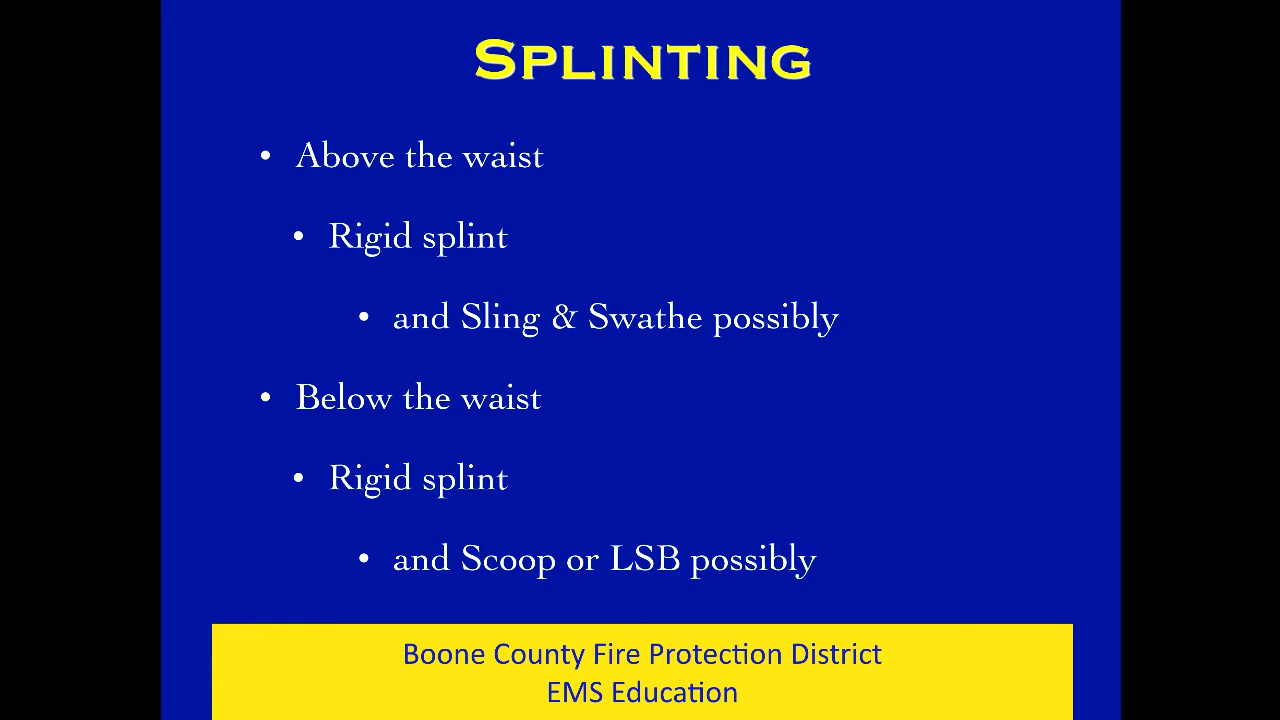 SPLINTING
• Above the waist
• Rigid splint
• and Sling & Swathe possibly
• Below the waist
• Rigid splint
• and Scoop or LSB possibly
Boone County Fire Protection District
EMS Education